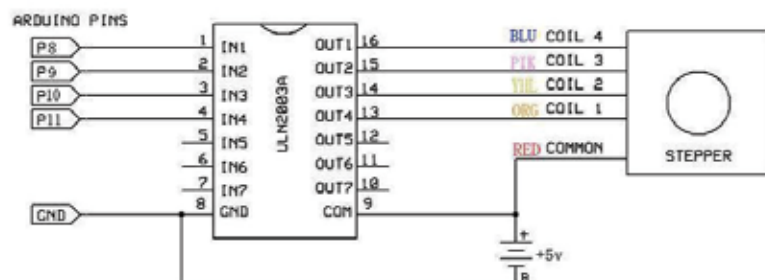 ARDUINO PINS
P8 1 IN1 OUT1 16 BLU COIL 4
P9 2 IN2 OUT2 15 PIK COIL 3
P10 3 IN3 OUT3 14 YHL COIL 2
P11 4 IN4 OUT4 13 ORG COIL 1
5 IN5 OUT5 12
6 IN6 OUT6 11
7 IN7 OUT7 10
GND 8 GND COM 9
ULN2003A
RED COMMON
STEPPER
+
+5v